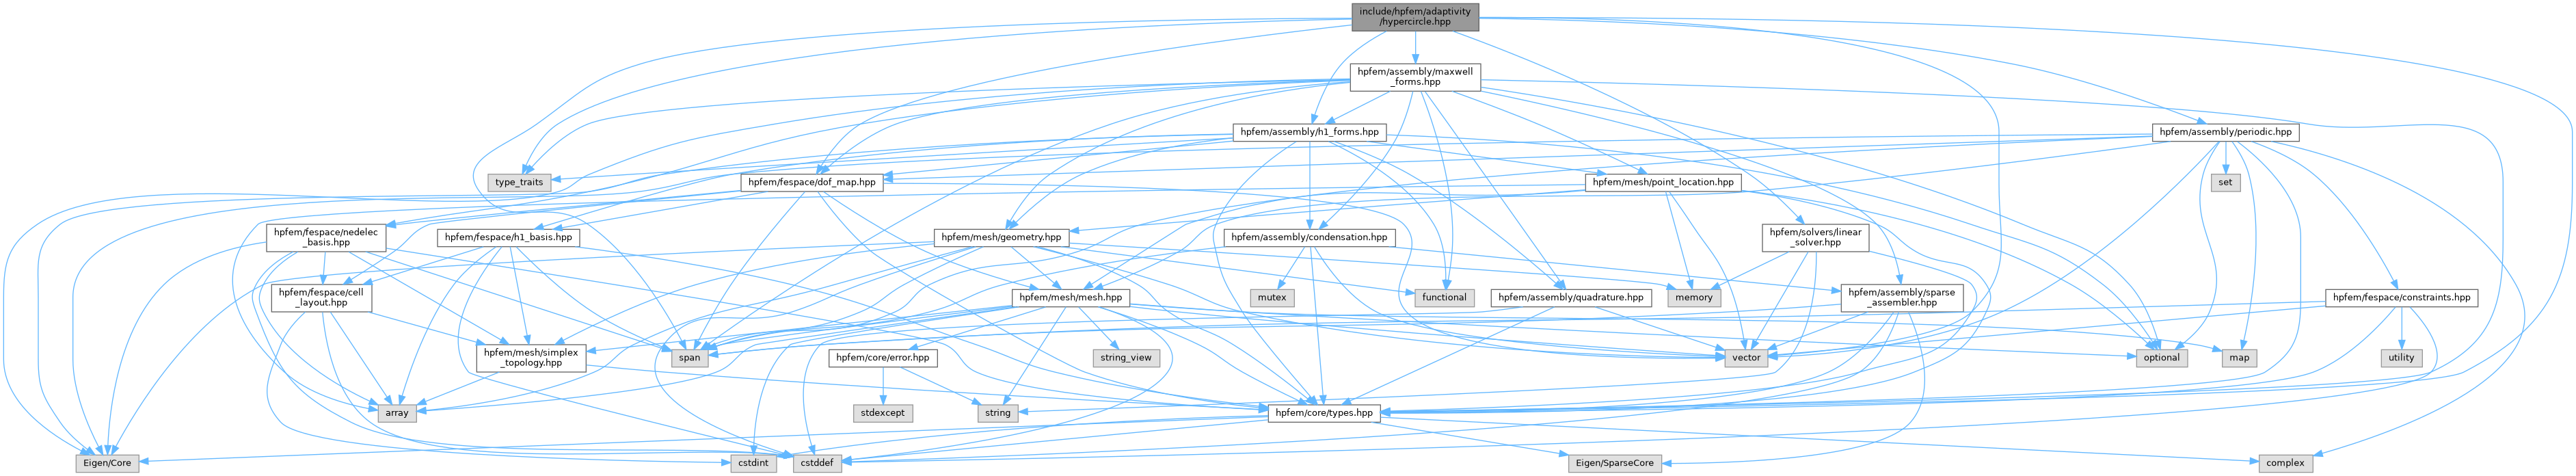 include/hpfem/adaptivity
/hypercircle.hpp
hpfem/assembly/maxwell
_forms.hpp
hpfem/assembly/h1_forms.hpp
hpfem/assembly/periodic.hpp
type_traits
hpfem/fespace/dof_map.hpp
hpfem/mesh/point_location.hpp
set
hpfem/fespace/nedelec
_basis.hpp
hpfem/fespace/h1_basis.hpp
hpfem/mesh/geometry.hpp
hpfem/assembly/condensation.hpp
hpfem/solvers/linear
_solver.hpp
hpfem/fespace/cell
_layout.hpp
hpfem/mesh/mesh.hpp
mutex
functional
hpfem/assembly/quadrature.hpp
memory
hpfem/assembly/sparse
_assembler.hpp
hpfem/fespace/constraints.hpp
hpfem/mesh/simplex
_topology.hpp
span
hpfem/core/error.hpp
string_view
vector
optional
map
utility
array
stdexcept
string
hpfem/core/types.hpp
Eigen/Core
cstdint
cstddef
Eigen/SparseCore
complex